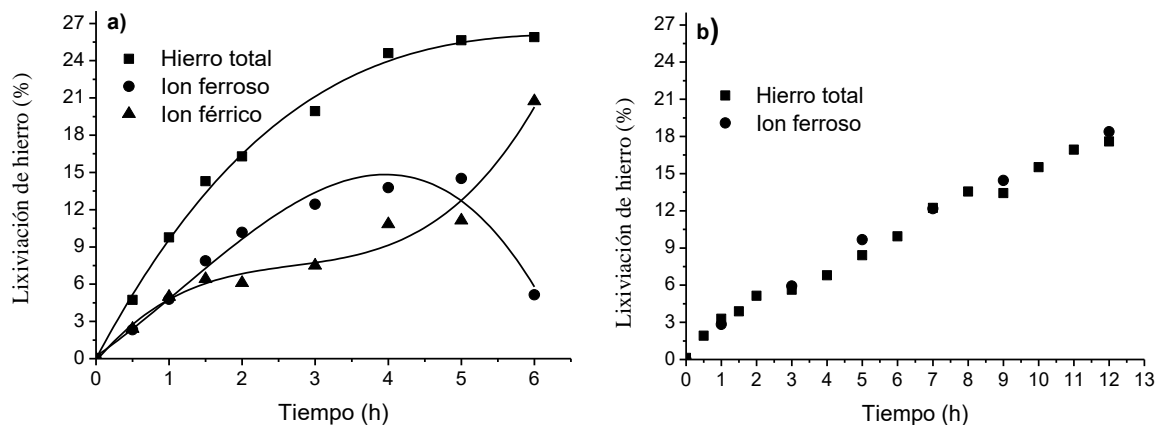 a)
Hierro total
Ion ferroso
Ion férrico
27
24
21
18
15
12
9
6
3
0
Lixiviación de hierro (%)
0 1 2 3 4 5 6
Tiempo (h)
b)
Hierro total
Ion ferroso
27
24
21
18
15
12
9
6
3
0
Lixiviación de hierro (%)
0 1 2 3 4 5 6 7 8 9 10 11 12 13
Tiempo (h)